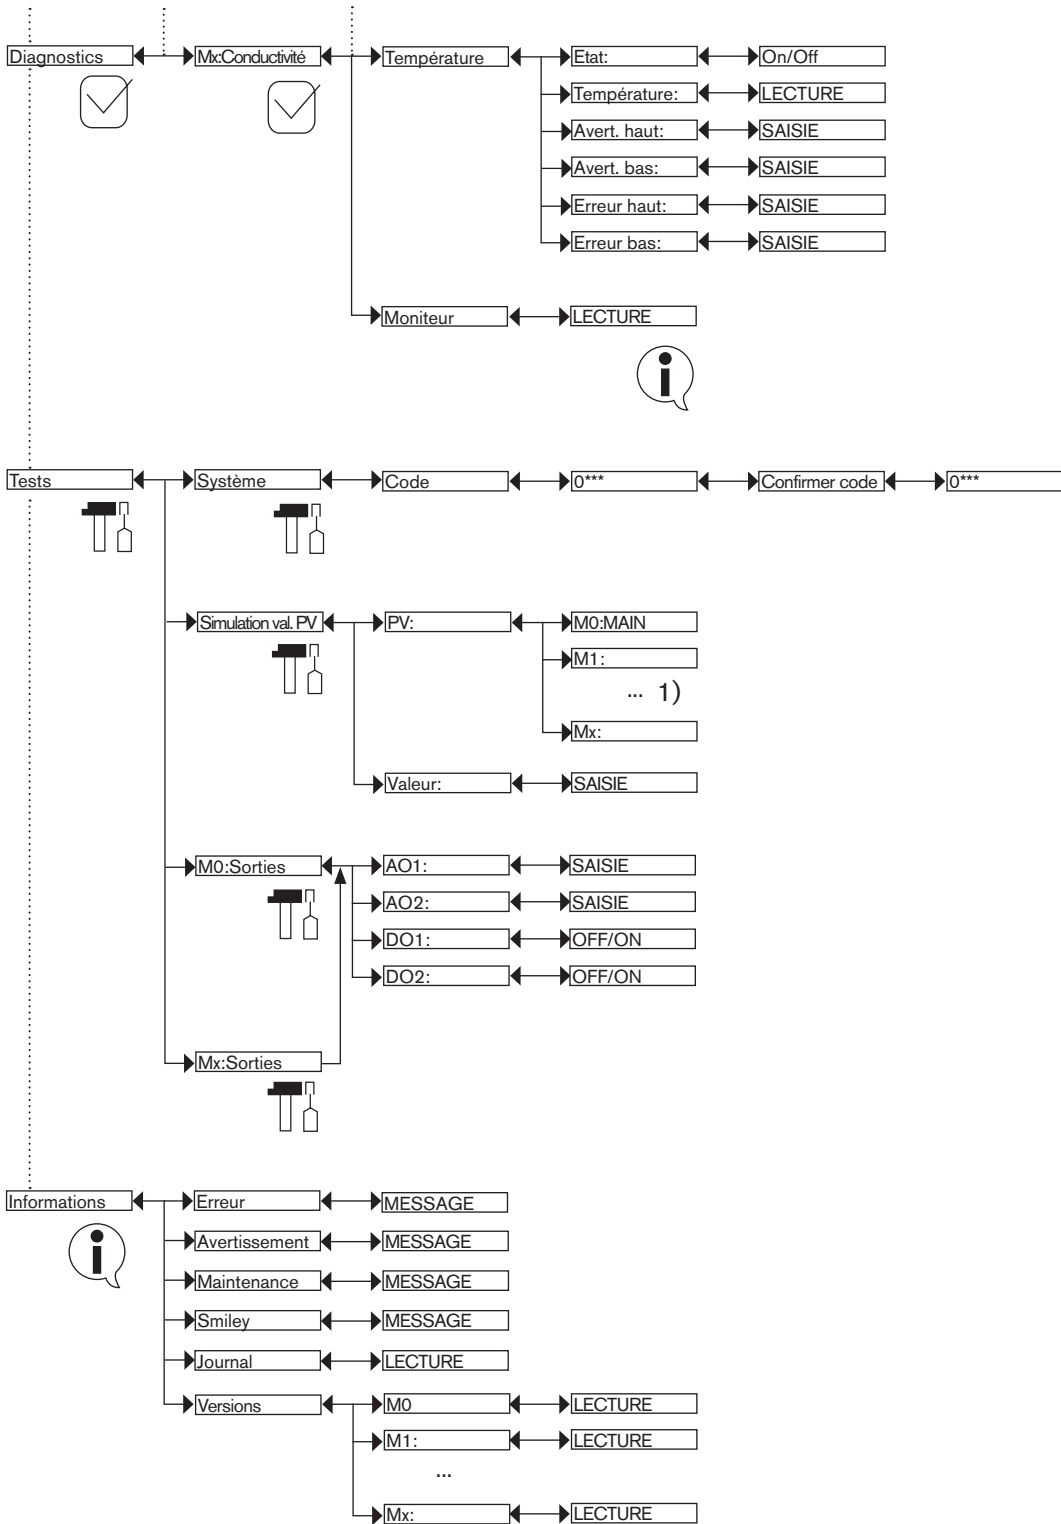 Diagnostics Mx:Conductivité Température Etat: On/Off
Température: LECTURE
Avert. haut: SAISIE
Avert. bas: SAISIE
Erreur haut: SAISIE
Erreur bas: SAISIE
Moniteur LECTURE
Tests Système Code 0*** Confirmer code 0***
Simulation val. PV PV: M0:MAIN
M1:
... 1)
Mx:
Valeur: SAISIE
M0:Sorties AO1: SAISIE
AO2: SAISIE
DO1: OFF/ON
DO2: OFF/ON
Mx:Sorties
Informations Erreur MESSAGE
Avertissement MESSAGE
Maintenance MESSAGE
Smiley MESSAGE
Journal LECTURE
Versions M0 LECTURE
M1: LECTURE
...
Mx: LECTURE